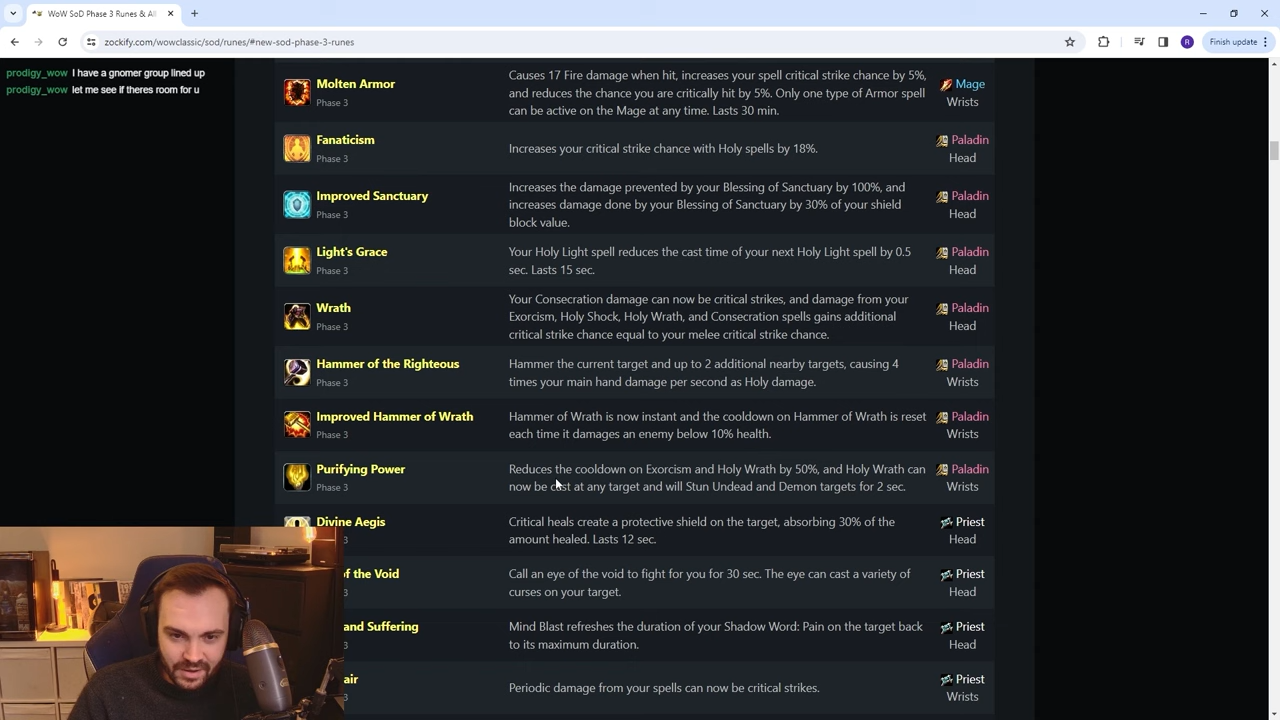 WoW SoD Phase 3 Runes & All
zockify.com/wowclassic/sod/runes/#new-sod-phase-3-runes
R
Finish update
prodigy_wow I have a gnomer group lined up
prodigy_wow let me see if theres room for u
Molten Armor
Phase 3
Causes 17 Fire damage when hit, increases your spell critical strike chance by 5%,
and reduces the chance you are critically hit by 5%. Only one type of Armor spell
can be active on the Mage at any time. Lasts 30 min.
Mage
Wrists
Fanaticism
Phase 3
Increases your critical strike chance with Holy spells by 18%.
Paladin
Head
Improved Sanctuary
Phase 3
Increases the damage prevented by your Blessing of Sanctuary by 100%, and
increases damage done by your Blessing of Sanctuary by 30% of your shield
block value.
Paladin
Head
Light's Grace
Phase 3
Your Holy Light spell reduces the cast time of your next Holy Light spell by 0.5
sec. Lasts 15 sec.
Paladin
Head
Wrath
Phase 3
Your Consecration damage can now be critical strikes, and damage from your
Exorcism, Holy Shock, Holy Wrath, and Consecration spells gains additional
critical strike chance equal to your melee critical strike chance.
Paladin
Head
Hammer of the Righteous
Phase 3
Hammer the current target and up to 2 additional nearby targets, causing 4
times your main hand damage per second as Holy damage.
Paladin
Wrists
Improved Hammer of Wrath
Phase 3
Hammer of Wrath is now instant and the cooldown on Hammer of Wrath is reset
each time it damages an enemy below 10% health.
Paladin
Wrists
Purifying Power
Phase 3
Reduces the cooldown on Exorcism and Holy Wrath by 50%, and Holy Wrath can
now be cast at any target and will Stun Undead and Demon targets for 2 sec.
Paladin
Wrists
Divine Aegis
3
Critical heals create a protective shield on the target, absorbing 30% of the
amount healed. Lasts 12 sec.
Priest
Head
of the Void
3
Call an eye of the void to fight for you for 30 sec. The eye can cast a variety of
curses on your target.
Priest
Head
and Suffering
3
Mind Blast refreshes the duration of your Shadow Word: Pain on the target back
to its maximum duration.
Priest
Head
air
3
Periodic damage from your spells can now be critical strikes.
Priest
Wrists